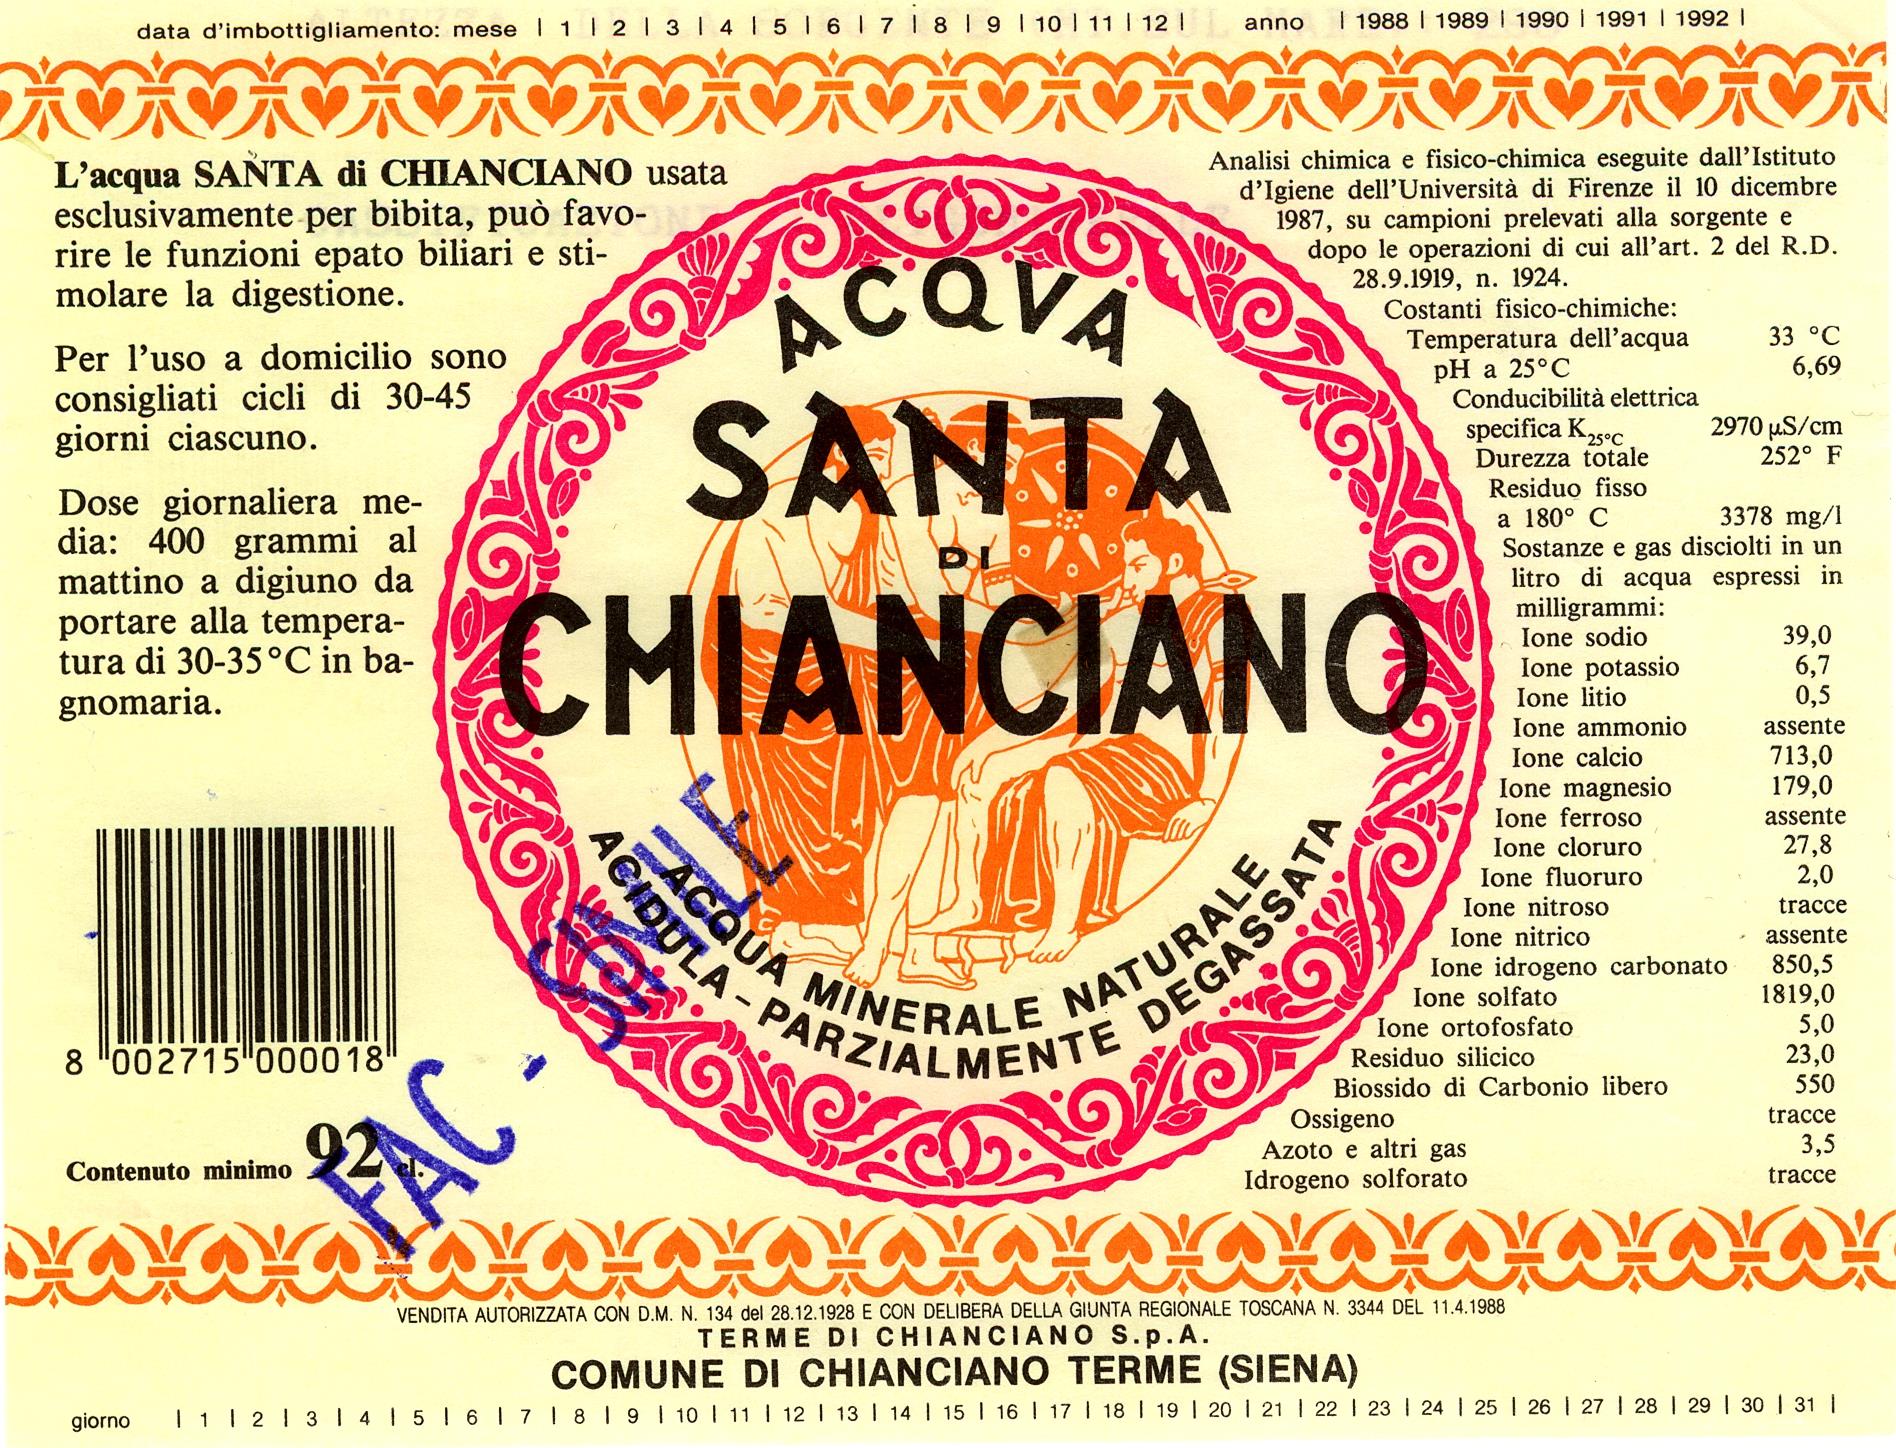 data d'imbottigliamento: mese | 1 | 2 | 3 | 4 | 5 | 6 | 7 | 8 | 9 | 10 | 11 | 12 | anno | 1988 | 1989 | 1990 | 1991 | 1992 |
L'acqua SANTA di CHIANCIANO usata
esclusivamente per bibita, può favo-
rire le funzioni epato biliari e sti-
molare la digestione.
Per l'uso a domicilio sono
consigliati cicli di 30-45
giorni ciascuno.
Dose giornaliera me-
dia: 400 grammi al
mattino a digiuno da
portare alla tempera-
tura di 30-35°C in ba-
gnomaria.
8 002715 000018
Contenuto minimo 92 cl.
FAC-SIMILE
ACQVA
SANTA
DI
CHIANCIANO
ACQUA MINERALE NATURALE
ACIDULA - PARZIALMENTE DEGASSATA
Analisi chimica e fisico-chimica eseguite dall'Istituto
d'Igiene dell'Università di Firenze il 10 dicembre
1987, su campioni prelevati alla sorgente e
dopo le operazioni di cui all'art. 2 del R.D.
28.9.1919, n. 1924.
Costanti fisico-chimiche:
Temperatura dell'acqua 33 °C
pH a 25°C 6,69
Conducibilità elettrica
specifica K25°C 2970 µS/cm
Durezza totale 252° F
Residuo fisso
a 180° C 3378 mg/l
Sostanze e gas disciolti in un
litro di acqua espressi in
milligrammi:
Ione sodio 39,0
Ione potassio 6,7
Ione litio 0,5
Ione ammonio assente
Ione calcio 713,0
Ione magnesio 179,0
Ione ferroso assente
Ione cloruro 27,8
Ione fluoruro 2,0
Ione nitroso tracce
Ione nitrico assente
Ione idrogeno carbonato 850,5
Ione solfato 1819,0
Ione ortofosfato 5,0
Residuo silicico 23,0
Biossido di Carbonio libero 550
Ossigeno tracce
Azoto e altri gas 3,5
Idrogeno solforato tracce
VENDITA AUTORIZZATA CON D.M. N. 134 del 28.12.1928 E CON DELIBERA DELLA GIUNTA REGIONALE TOSCANA N. 3344 DEL 11.4.1988
TERME DI CHIANCIANO S.p.A.
COMUNE DI CHIANCIANO TERME (SIENA)
giorno | 1 | 2 | 3 | 4 | 5 | 6 | 7 | 8 | 9 | 10 | 11 | 12 | 13 | 14 | 15 | 16 | 17 | 18 | 19 | 20 | 21 | 22 | 23 | 24 | 25 | 26 | 27 | 28 | 29 | 30 | 31 |